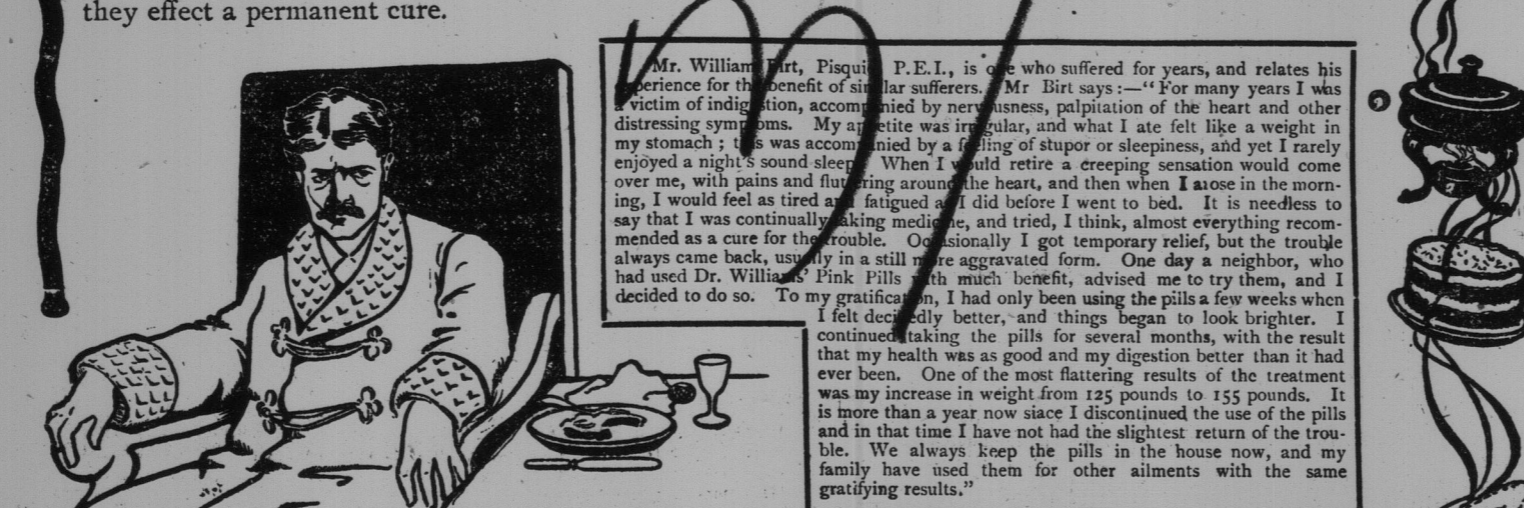 they effect a permanent cure.
Mr. William Birt, Pisquid P.E.I., is one who suffered for years, and relates his
experience for the benefit of similar sufferers. Mr Birt says :—“For many years I was
a victim of indigestion, accompanied by nervousness, palpitation of the heart and other
distressing symptoms. My appetite was irregular, and what I ate felt like a weight in
my stomach ; this was accompanied by a feeling of stupor or sleepiness, and yet I rarely
enjoyed a night's sound sleep. When I would retire a creeping sensation would come
over me, with pains and fluttering around the heart, and then when I arose in the morn-
ing, I would feel as tired and fatigued as I did before I went to bed. It is needless to
say that I was continually taking medicine, and tried, I think, almost everything recom-
mended as a cure for the trouble. Occasionally I got temporary relief, but the trouble
always came back, usually in a still more aggravated form. One day a neighbor, who
had used Dr. Williams' Pink Pills with much benefit, advised me to try them, and I
decided to do so. To my gratification, I had only been using the pills a few weeks when
I felt decidedly better, and things began to look brighter. I
continued taking the pills for several months, with the result
that my health was as good and my digestion better than it had
ever been. One of the most flattering results of the treatment
was my increase in weight from 125 pounds to 155 pounds. It
is more than a year now siace I discontinued the use of the pills
and in that time I have not had the slightest return of the trou-
ble. We always keep the pills in the house now, and my
family have used them for other ailments with the same
gratifying results.”